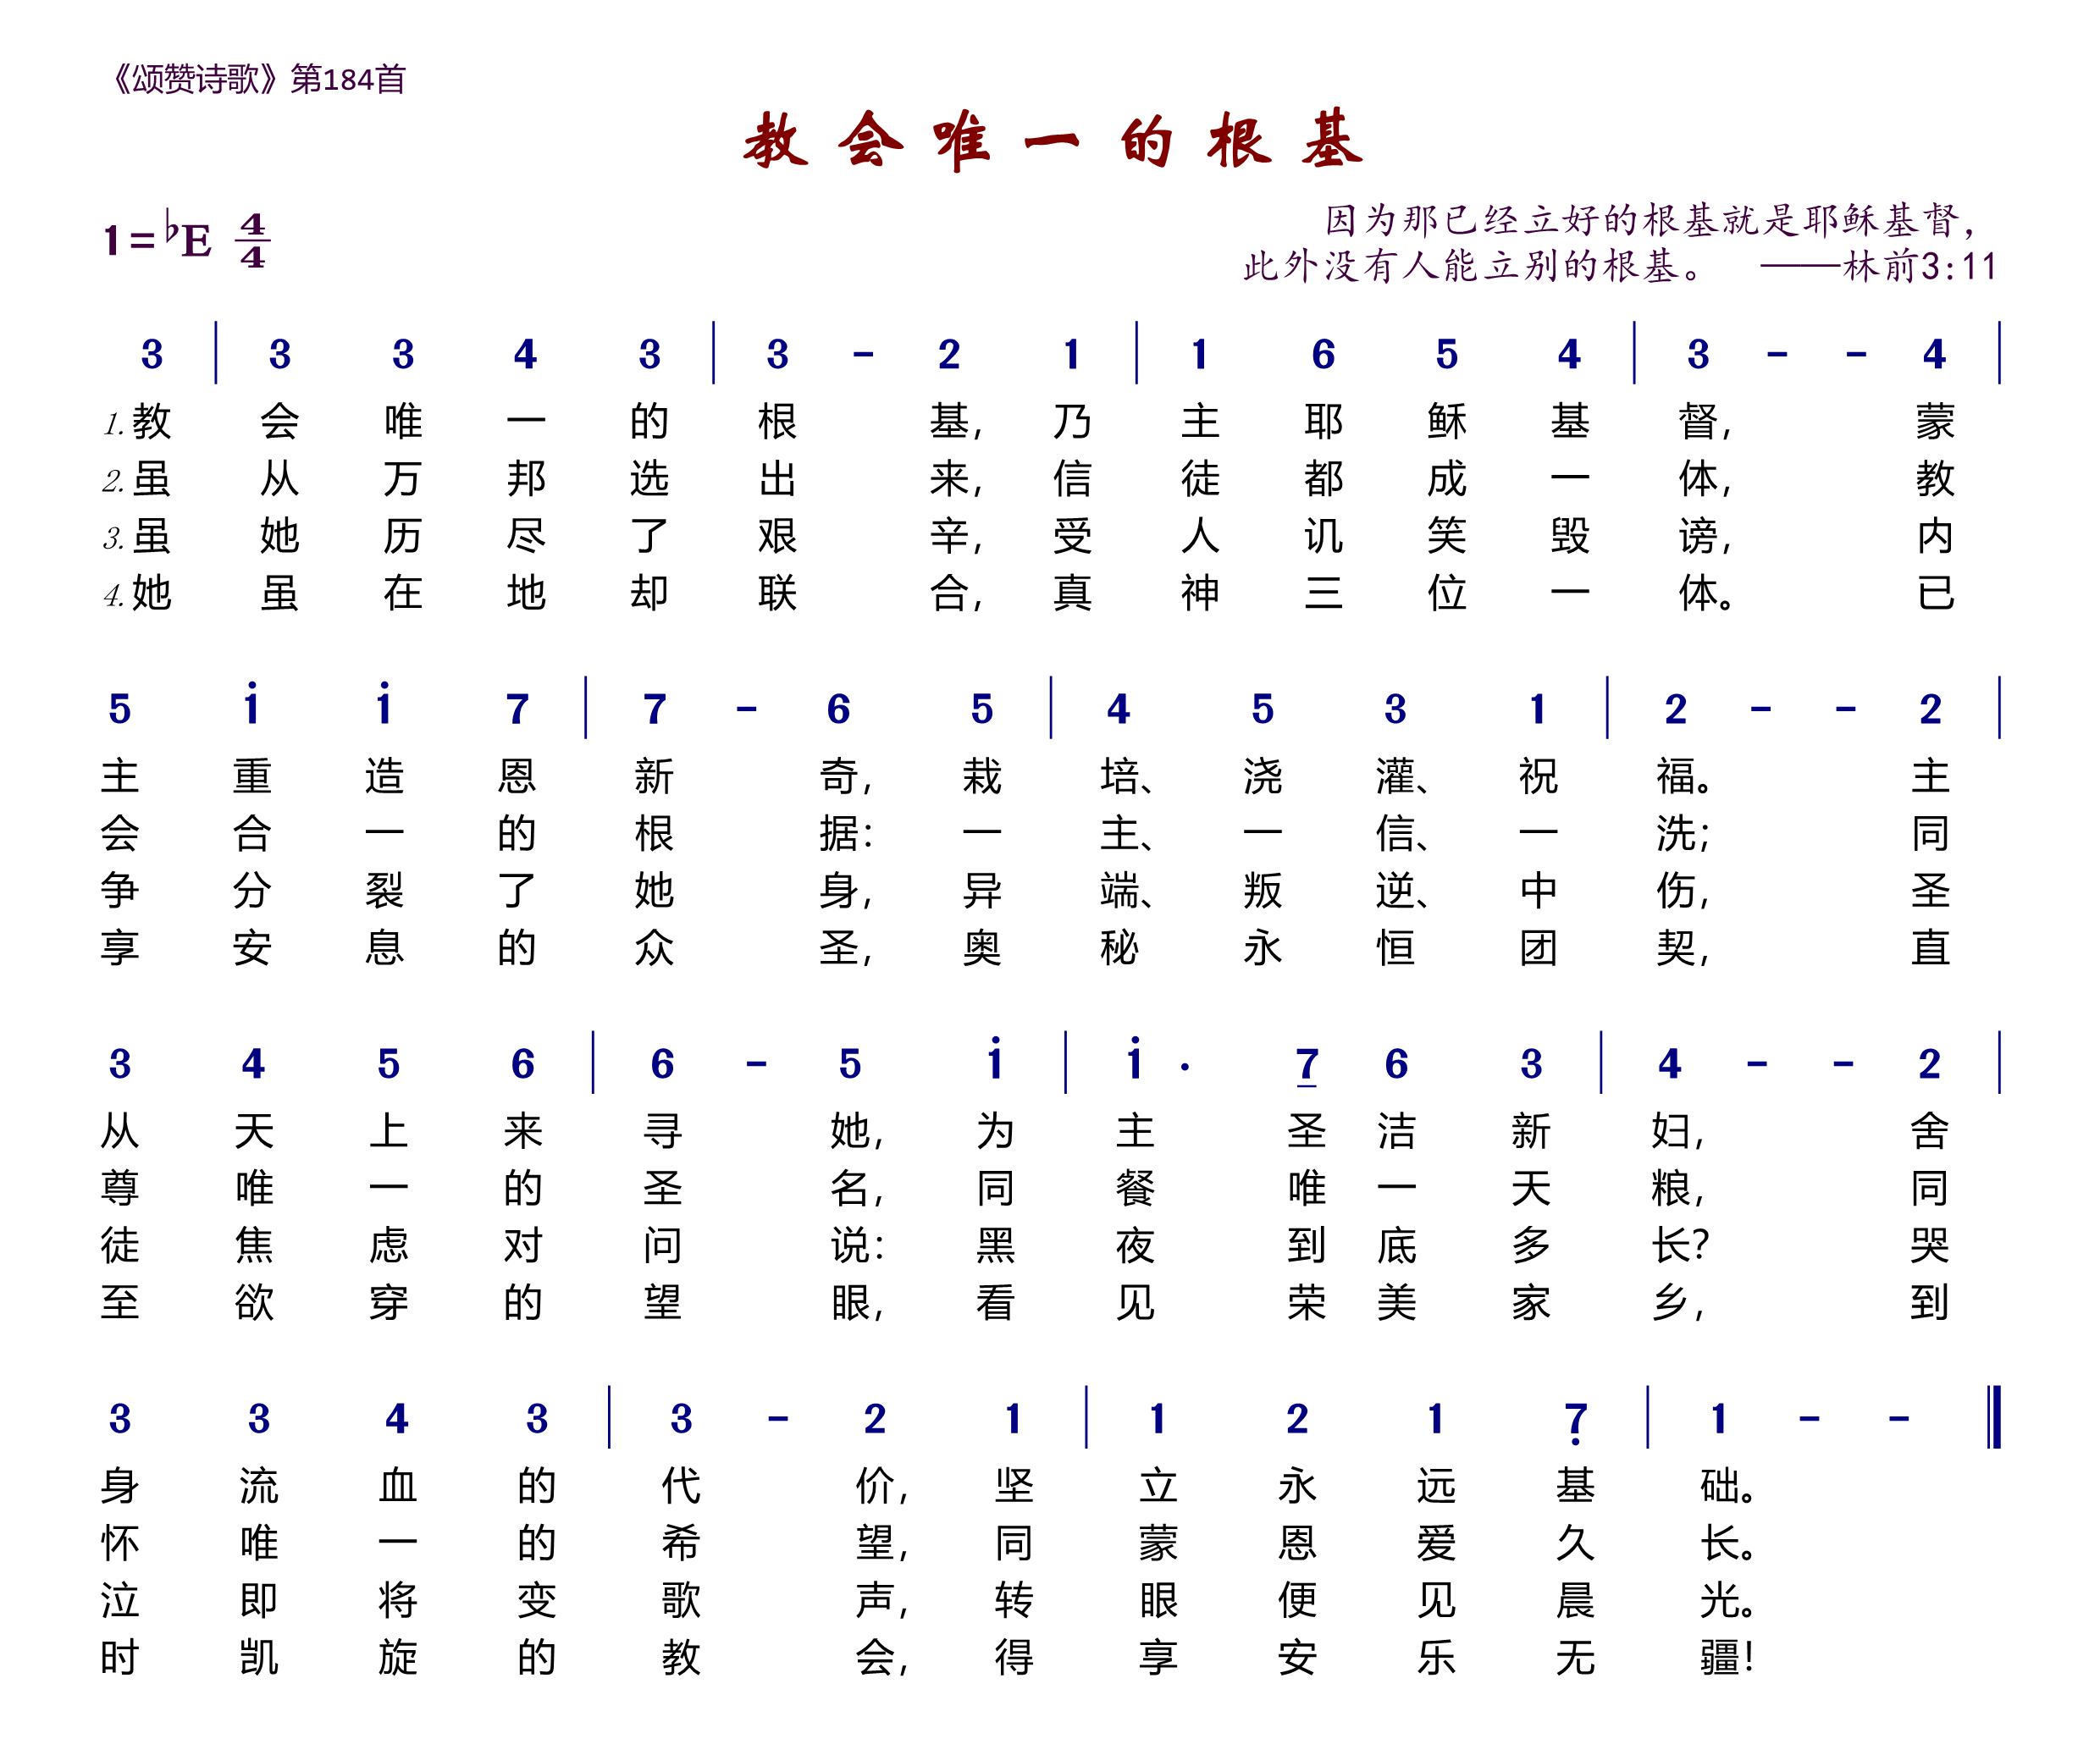 《颂赞诗歌》第184首
教会唯一的根基
1=♭E 4/4
因为那已经立好的根基就是耶稣基督，
此外没有人能立别的根基。 ——林前3:11
3 | 3 3 4 3 | 3 - 2 1 | 1 6 5 4 | 3 - - 4 |
1.教会唯一的根基，乃主耶稣基督，蒙
2.虽从万邦选出来，信徒都成一体，教
3.虽她历尽了艰辛，受人讥笑毁谤，内
4.她虽在地却联合，真神三位一体。已
5 i i 7 | 7 - 6 5 | 4 5 3 1 | 2 - - 2 |
主重造恩新奇，栽培、浇灌、祝福。主
会合一的根据：一主、一信、一洗；同
争分裂了她身，异端、叛逆、中伤，圣
享安息的众圣，奥秘永恒团契，直
3 4 5 6 | 6 - 5 i | i · 7 6 3 | 4 - - 2 |
从天上来寻她，为主圣洁新妇，舍
尊唯一的圣名，同餐唯一天粮，同
徒焦虑对问说：黑夜到底多长？哭
至欲穿的望眼，看见荣美家乡，到
3 3 4 3 | 3 - 2 1 | 1 2 1 7̣ | 1 - - ‖
身流血的代价，坚立永远基础。
怀唯一的希望，同蒙恩爱久长。
泣即将变歌声，转眼便见晨光。
时凯旋的教会，得享安乐无疆！